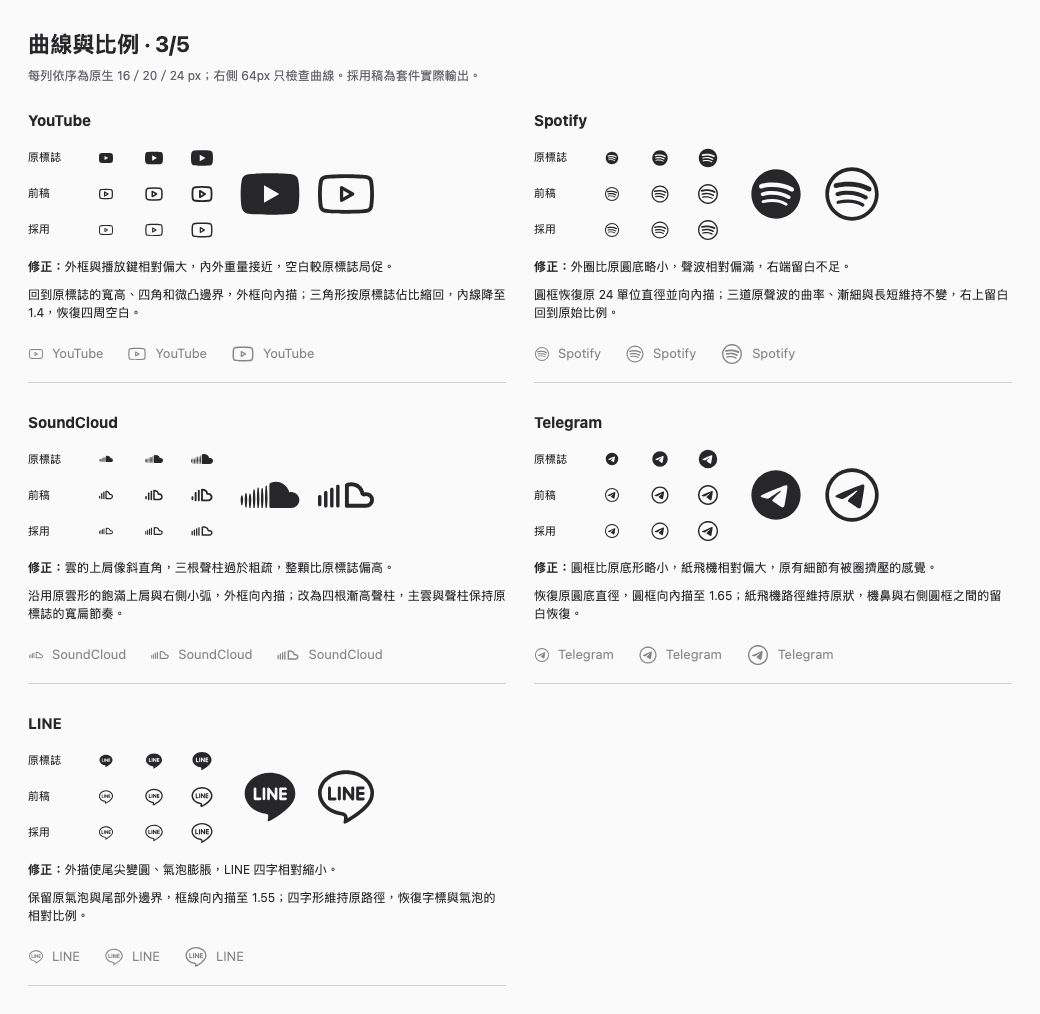 曲線與比例 · 3/5
每列依序為原生 16 / 20 / 24 px；右側 64px 只檢查曲線。採用稿為套件實際輸出。
YouTube
原標誌
前稿
採用
修正：外框與播放鍵相對偏大，內外重量接近，空白較原標誌局促。
回到原標誌的寬高、四角和微凸邊界，外框向內描；三角形按原標誌佔比縮回，內線降至
1.4，恢復四周空白。
YouTube YouTube YouTube
Spotify
原標誌
前稿
採用
修正：外圈比原圓底略小，聲波相對偏滿，右端留白不足。
圓框恢復原 24 單位直徑並向內描；三道原聲波的曲率、漸細與長短維持不變，右上留白
回到原始比例。
Spotify Spotify Spotify
SoundCloud
原標誌
前稿
採用
修正：雲的上肩像斜直角，三根聲柱過於粗疏，整顆比原標誌偏高。
沿用原雲形的飽滿上肩與右側小弧，外框向內描；改為四根漸高聲柱，主雲與聲柱保持原
標誌的寬扁節奏。
SoundCloud SoundCloud SoundCloud
Telegram
原標誌
前稿
採用
修正：圓框比原底形略小，紙飛機相對偏大，原有細節有被圈擠壓的感覺。
恢復原圓底直徑，圓框向內描至 1.65；紙飛機路徑維持原狀，機鼻與右側圓框之間的留
白恢復。
Telegram Telegram Telegram
LINE
原標誌 LINE LINE LINE
前稿 LINE LINE LINE
採用 LINE LINE LINE
LINE LINE
修正：外描使尾尖變圓、氣泡膨脹，LINE 四字相對縮小。
保留原氣泡與尾部外邊界，框線向內描至 1.55；四字形維持原路徑，恢復字標與氣泡的
相對比例。
LINE LINE LINE LINE LINE LINE